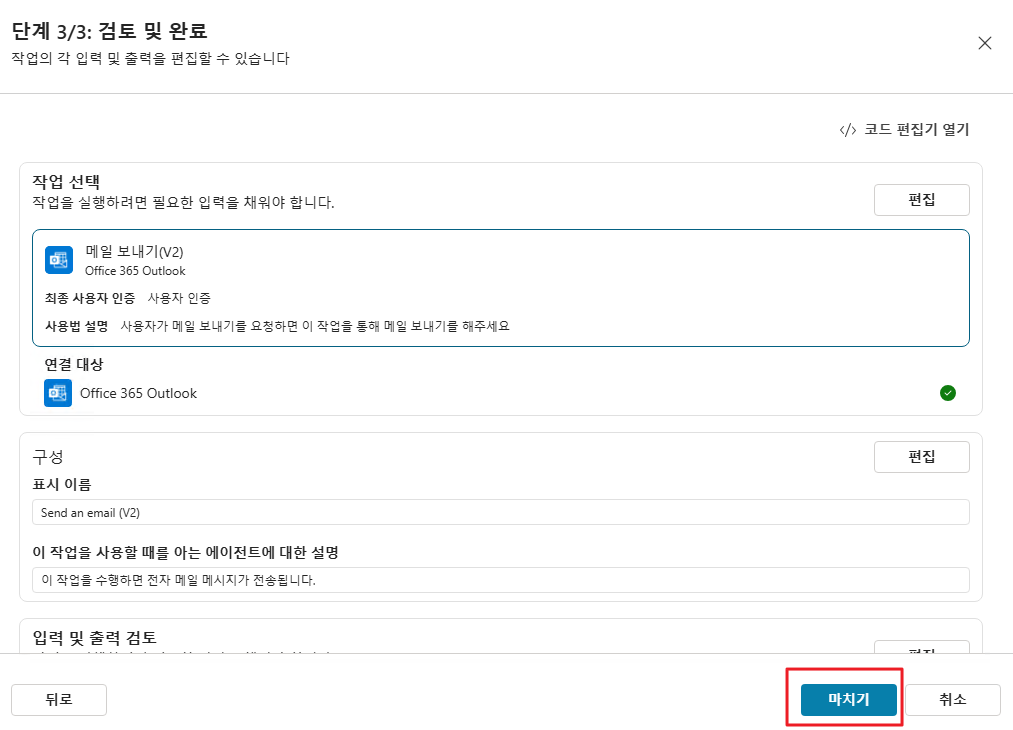 단계 3/3: 검토 및 완료
작업의 각 입력 및 출력을 편집할 수 있습니다
</> 코드 편집기 열기
작업 선택
작업을 실행하려면 필요한 입력을 채워야 합니다.
편집
메일 보내기(V2)
Office 365 Outlook
최종 사용자 인증 사용자 인증
사용법 설명 사용자가 메일 보내기를 요청하면 이 작업을 통해 메일 보내기를 해주세요
연결 대상
Office 365 Outlook
구성
편집
표시 이름
Send an email (V2)
이 작업을 사용할 때를 아는 에이전트에 대한 설명
이 작업을 수행하면 전자 메일 메시지가 전송됩니다.
입력 및 출력 검토
편집
뒤로
마치기
취소